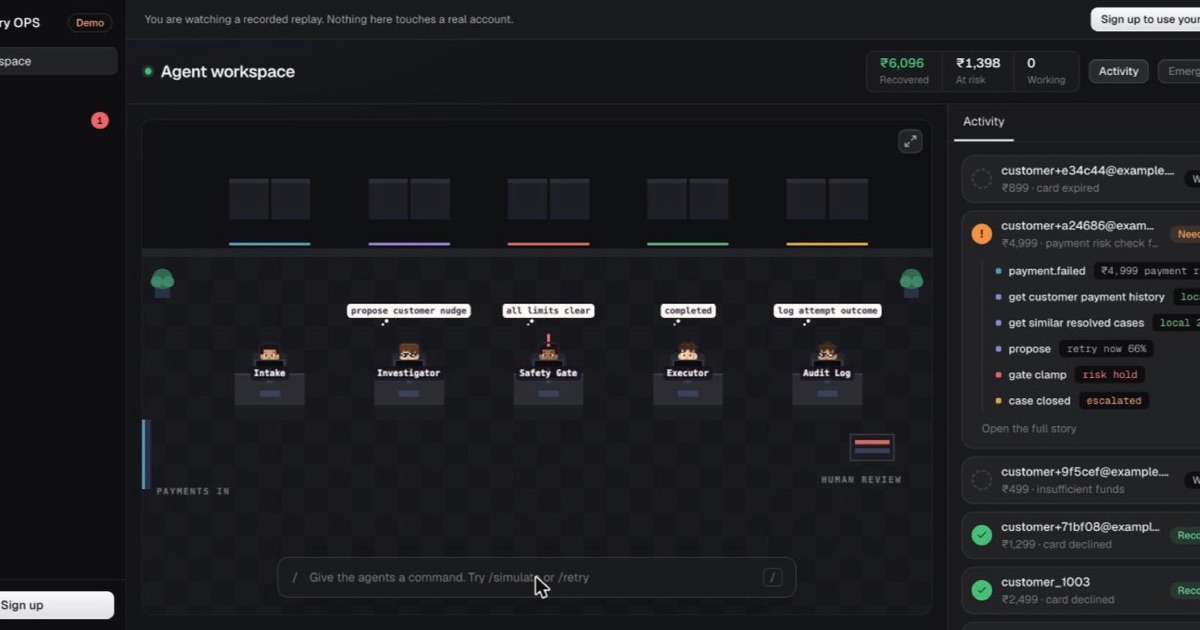 ry OPS
Demo
You are watching a recorded replay. Nothing here touches a real account.
Sign up to use your
space
Agent workspace
₹6,096
Recovered
₹1,398
At risk
0
Working
Activity
Emerg
1
Activity
customer+e34c44@example....
₹899 · card expired
W
customer+a24686@exam...
₹4,999 · payment risk check f...
Need
payment.failed ₹4,999 payment r
get customer payment history loc
get similar resolved cases local 2
propose retry now 66%
gate clamp risk hold
case closed escalated
Open the full story
customer+9f5cef@example....
₹499 · insufficient funds
W
customer+71bf08@exampl...
₹1,299 · card declined
Reco
customer_1003
₹2,499 · card declined
Reco
propose customer nudge
all limits clear
completed
log attempt outcome
!
Intake
Investigator
Safety Gate
Executor
Audit Log
PAYMENTS IN
HUMAN REVIEW
/ Give the agents a command. Try /simulate or /retry /
Sign up